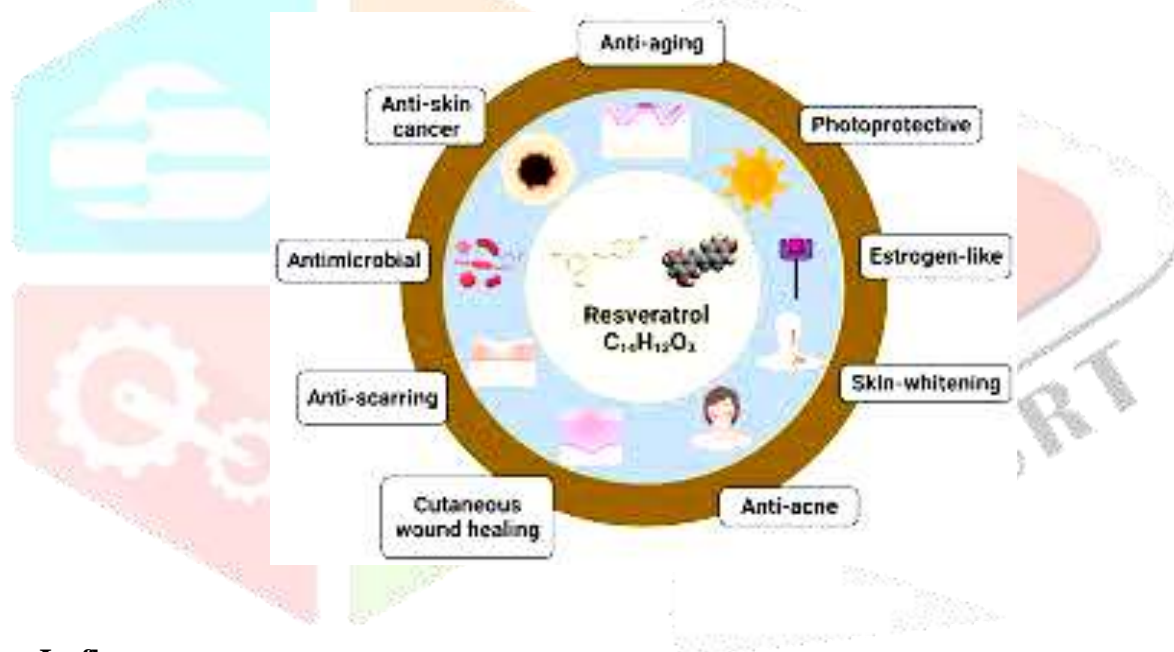 Anti-aging
Anti-skin
cancer
Photoprotective
Antimicrobial
Estrogen-like
Resveratrol
C₁₄H₁₂O₃
Anti-scarring
Skin-whitening
Cutaneous
wound healing
Anti-acne
RT